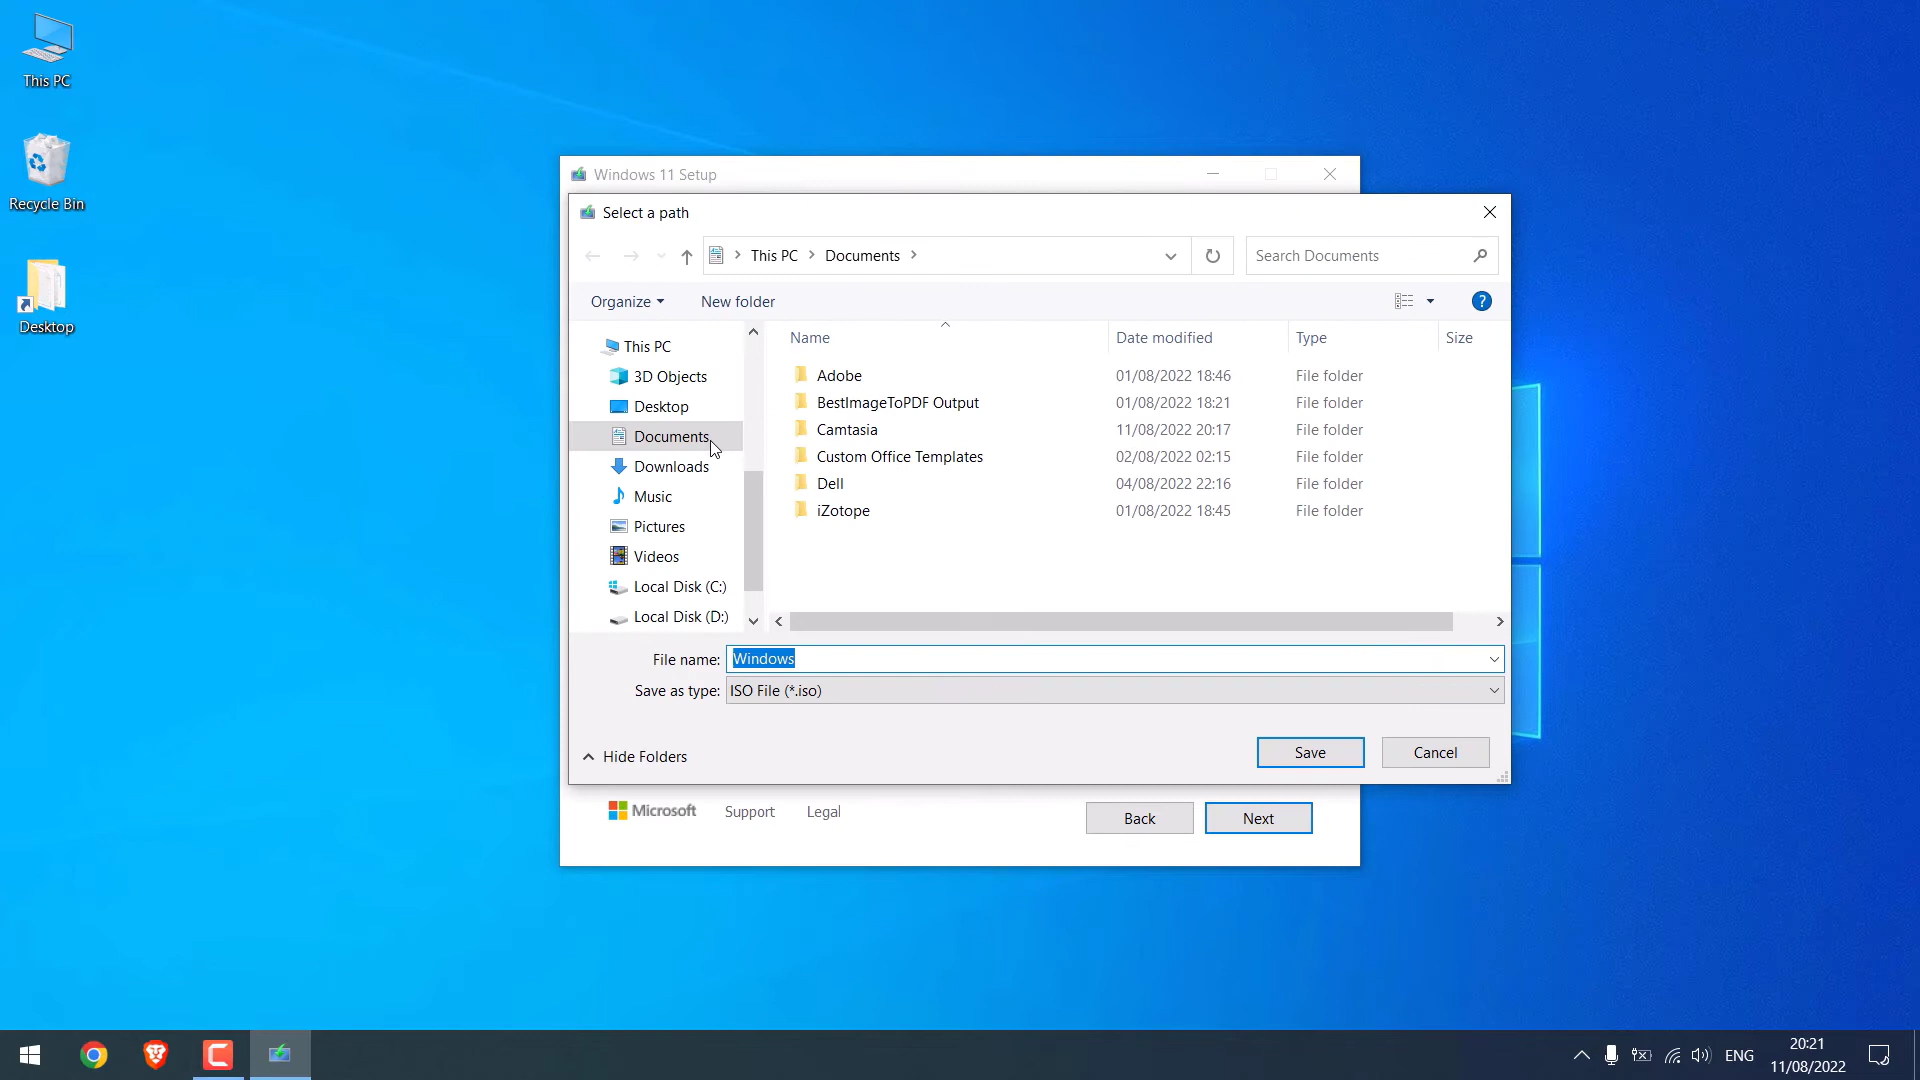 This PC
Recycle Bin
Desktop
Windows 11 Setup
Select a path
This PC
Documents
Search Documents
Organize
New folder
?
This PC
3D Objects
Desktop
Documents
Downloads
Music
Pictures
Videos
Local Disk (C:)
Local Disk (D:)
Name Date modified Type Size
Adobe 01/08/2022 18:46 File folder
BestImageToPDF Output 01/08/2022 18:21 File folder
Camtasia 11/08/2022 20:17 File folder
Custom Office Templates 02/08/2022 02:15 File folder
Dell 04/08/2022 22:16 File folder
iZotope 01/08/2022 18:45 File folder
File name: Windows
Save as type: ISO File (*.iso)
Hide Folders
Save
Cancel
Microsoft
Support
Legal
Back
Next
ENG
20:21
11/08/2022